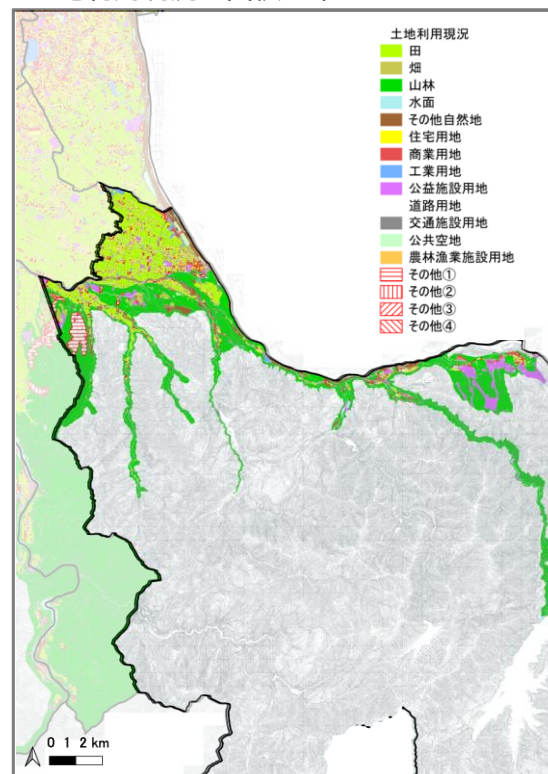 土地利用現況
田
畑
山林
水面
その他自然地
住宅用地
商業用地
工業用地
公益施設用地
道路用地
交通施設用地
公共空地
農林漁業施設用地
その他①
その他②
その他③
その他④
0 1 2 km